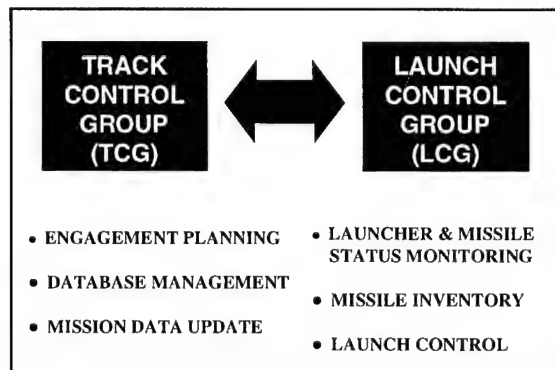 TRACK
CONTROL
GROUP
(TCG)
LAUNCH
CONTROL
GROUP
(LCG)
• ENGAGEMENT PLANNING
• DATABASE MANAGEMENT
• MISSION DATA UPDATE
• LAUNCHER & MISSILE
STATUS MONITORING
• MISSILE INVENTORY
• LAUNCH CONTROL